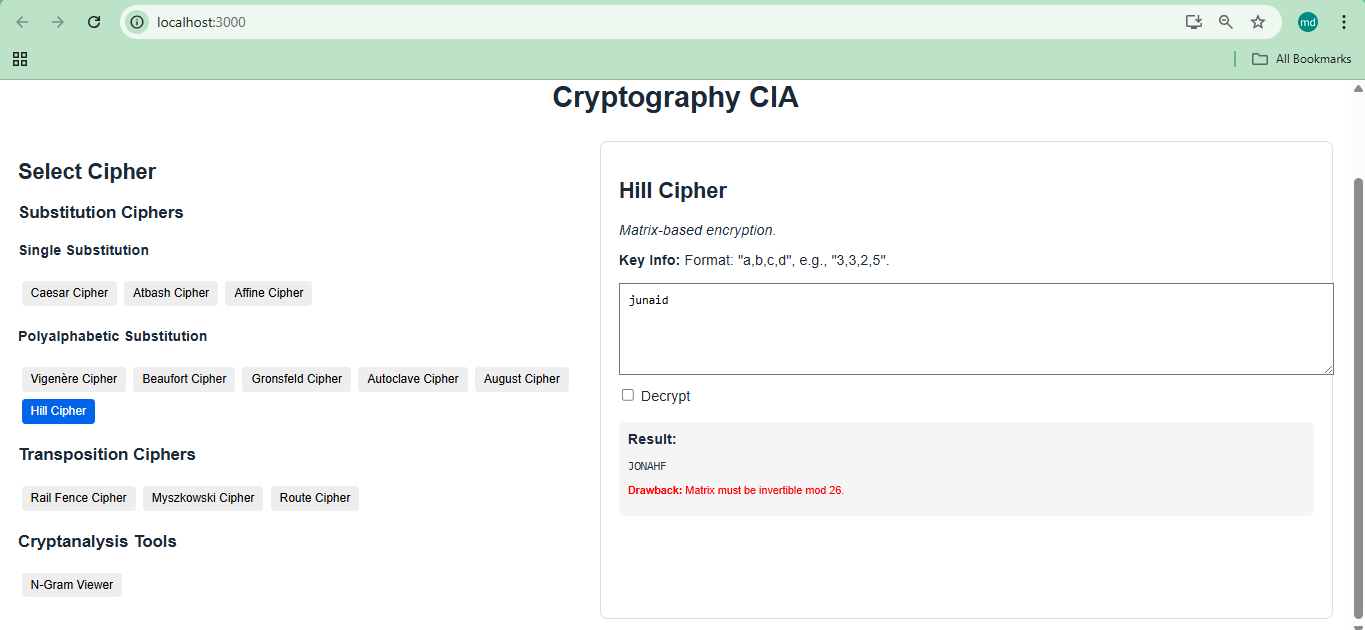 localhost:3000
md
All Bookmarks
Cryptography CIA
Select Cipher
Substitution Ciphers
Single Substitution
Caesar Cipher Atbash Cipher Affine Cipher
Polyalphabetic Substitution
Vigenère Cipher Beaufort Cipher Gronsfeld Cipher Autoclave Cipher August Cipher
Hill Cipher
Transposition Ciphers
Rail Fence Cipher Myszkowski Cipher Route Cipher
Cryptanalysis Tools
N-Gram Viewer
Hill Cipher
Matrix-based encryption.
Key Info: Format: "a,b,c,d", e.g., "3,3,2,5".
junaid
Decrypt
Result:
JONAHF
Drawback: Matrix must be invertible mod 26.